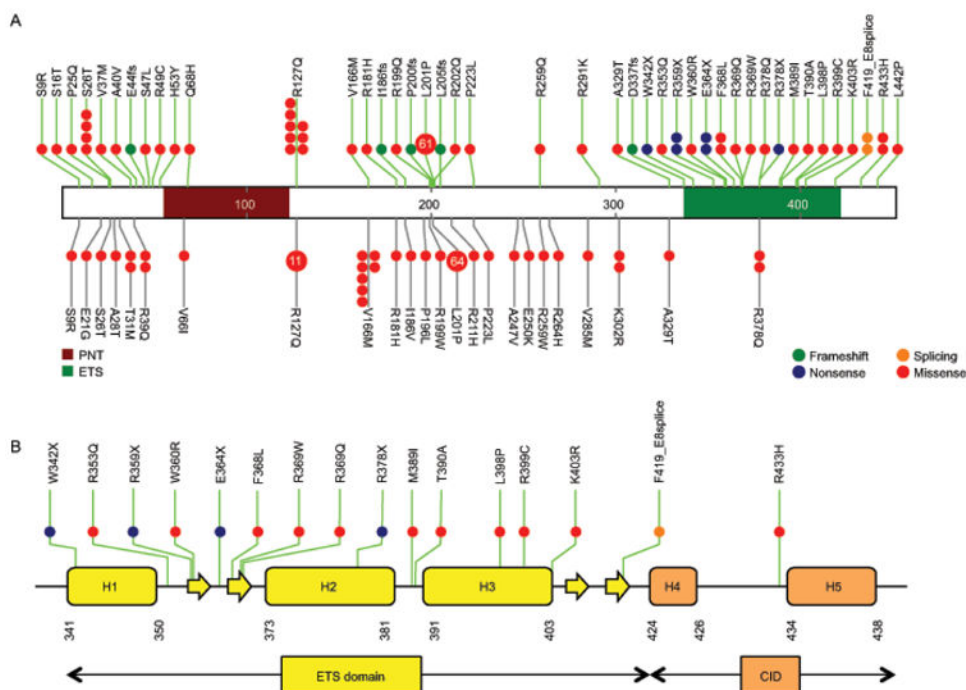 A
S9R
S16T
P25Q
S26T
V37M
A40V
E44fs
S47L
R49C
H53Y
Q68H
R127Q
V166M
R181H
I186fs
R199Q
P200fs
L201P
L205fs
R202Q
P223L
R259Q
R291K
A329T
D337fs
W342X
R353Q
R359X
W360R
E364X
F368L
R369Q
R369W
R378Q
R378X
M389I
T390A
L398P
R399C
K403R
F419_E8splice
R433H
L442P
61
100
200
300
400
11
64
S9R
E21G
S26T
A28T
T31M
R39Q
V66I
R127Q
V166M
R181H
I186V
P196L
R199W
L201P
R211H
P223L
A247V
E250K
R259W
R264H
V285M
K302R
A329T
R378Q
PNT
ETS
Frameshift
Splicing
Nonsense
Missense
B
W342X
R353Q
R359X
W360R
E364X
F368L
R369W
R369Q
R378X
M389I
T390A
L398P
R399C
K403R
F419_E8splice
R433H
H1
H2
H3
H4
H5
341
350
373
381
391
403
424
426
434
438
ETS domain
CID